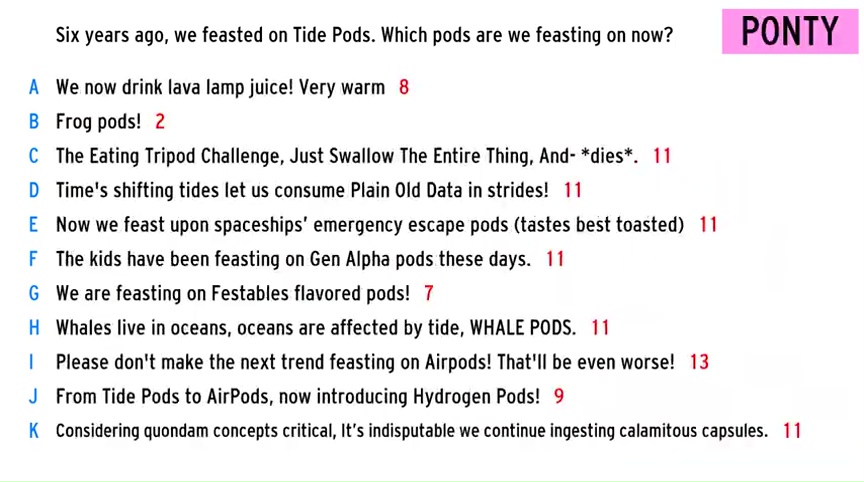 Six years ago, we feasted on Tide Pods. Which pods are we feasting on now?
PONTY
A We now drink lava lamp juice! Very warm 8
B Frog pods! 2
C The Eating Tripod Challenge, Just Swallow The Entire Thing, And- *dies*. 11
D Time's shifting tides let us consume Plain Old Data in strides! 11
E Now we feast upon spaceships’ emergency escape pods (tastes best toasted) 11
F The kids have been feasting on Gen Alpha pods these days. 11
G We are feasting on Festables flavored pods! 7
H Whales live in oceans, oceans are affected by tide, WHALE PODS. 11
I Please don't make the next trend feasting on Airpods! That'll be even worse! 13
J From Tide Pods to AirPods, now introducing Hydrogen Pods! 9
K Considering quondam concepts critical, It’s indisputable we continue ingesting calamitous capsules. 11